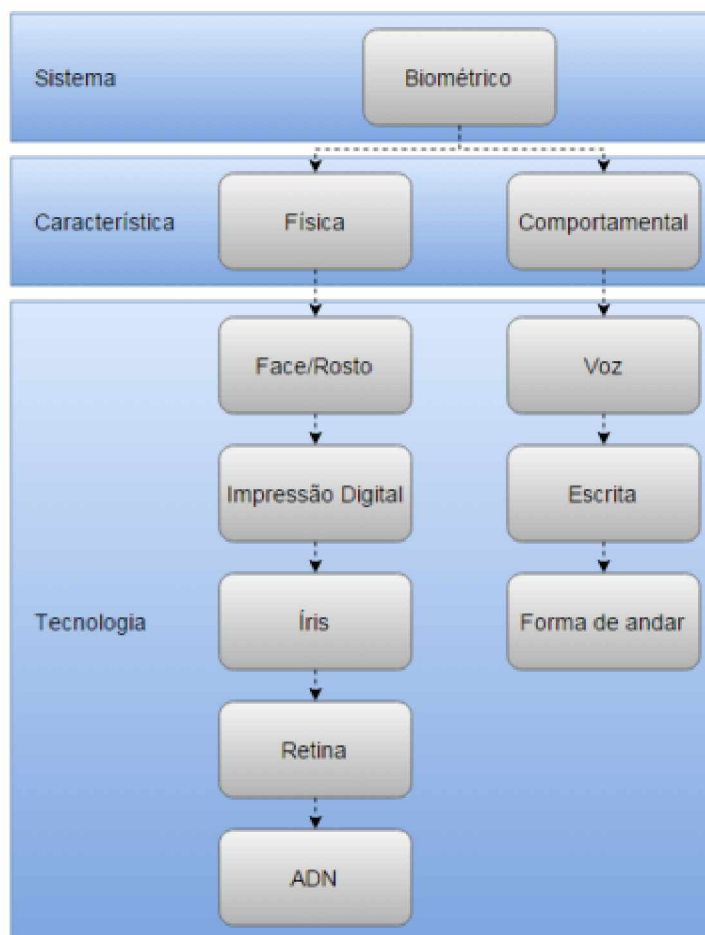 Sistema
Biométrico
Característica
Física
Comportamental
Tecnologia
Face/Rosto
Impressão Digital
Íris
Retina
ADN
Voz
Escrita
Forma de andar